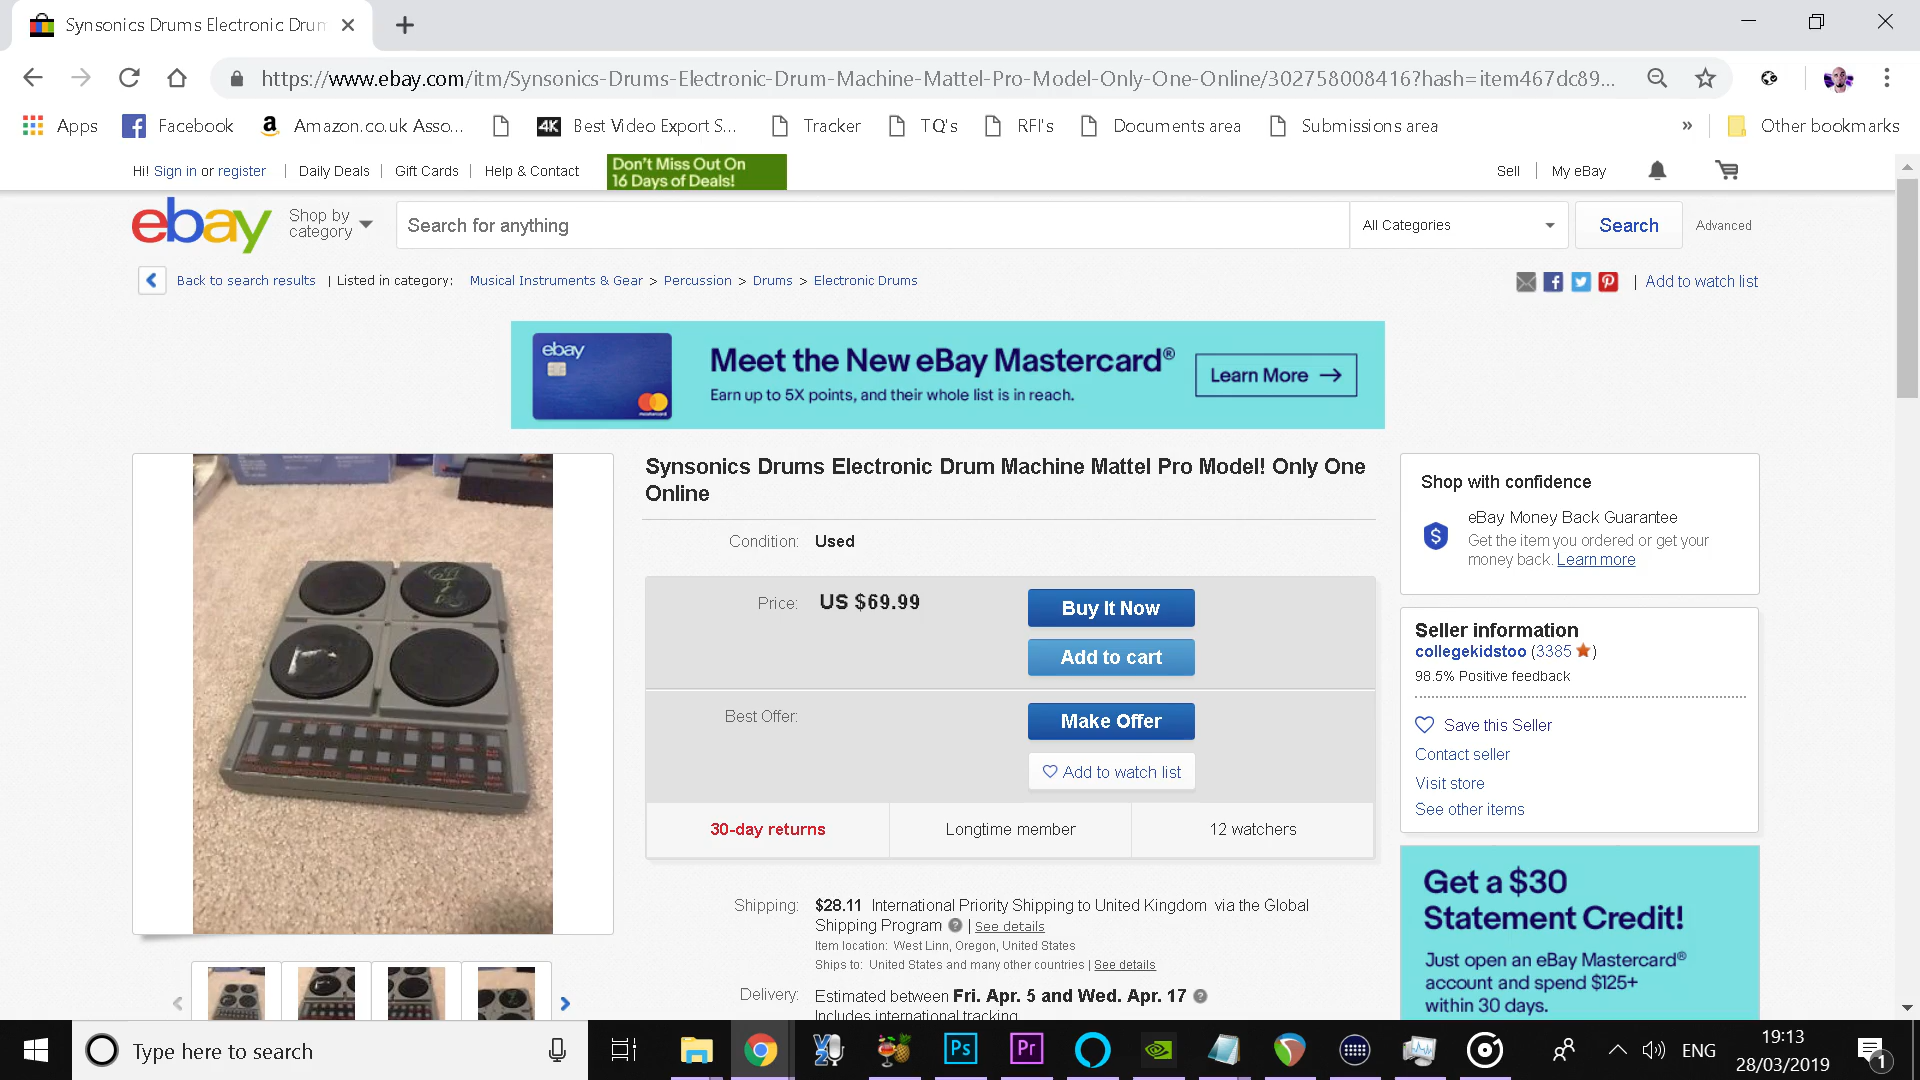 Synsonics Drums Electronic Drum
https://www.ebay.com/itm/Synsonics-Drums-Electronic-Drum-Machine-Mattel-Pro-Model-Only-One-Online/302758008416?hash=item467dc89...
Apps Facebook Amazon.co.uk Asso... 4K Best Video Export S... Tracker TQ's RFI's Documents area Submissions area » Other bookmarks
Hi! Sign in or register | Daily Deals | Gift Cards | Help & Contact
Don't Miss Out On
16 Days of Deals!
Sell | My eBay
ebay
Shop by
category
Search for anything
All Categories
Search
Advanced
Back to search results | Listed in category: Musical Instruments & Gear > Percussion > Drums > Electronic Drums
| Add to watch list
ebay
mastercard
Meet the New eBay Mastercard®
Earn up to 5X points, and their whole list is in reach.
Learn More →
Synsonics Drums Electronic Drum Machine Mattel Pro Model! Only One
Online
Condition: Used
Price: US $69.99
Buy It Now
Add to cart
Best Offer:
Make Offer
Add to watch list
30-day returns
Longtime member
12 watchers
Shipping: $28.11 International Priority Shipping to United Kingdom via the Global
Shipping Program | See details
Item location: West Linn, Oregon, United States
Ships to: United States and many other countries | See details
Delivery: Estimated between Fri. Apr. 5 and Wed. Apr. 17
Includes international tracking
Shop with confidence
eBay Money Back Guarantee
Get the item you ordered or get your
money back. Learn more
Seller information
collegekidstoo (3385)
98.5% Positive feedback
Save this Seller
Contact seller
Visit store
See other items
Get a $30
Statement Credit!
Just open an eBay Mastercard®
account and spend $125+
within 30 days.
Type here to search
Ps
Pr
ENG
19:13
28/03/2019
1